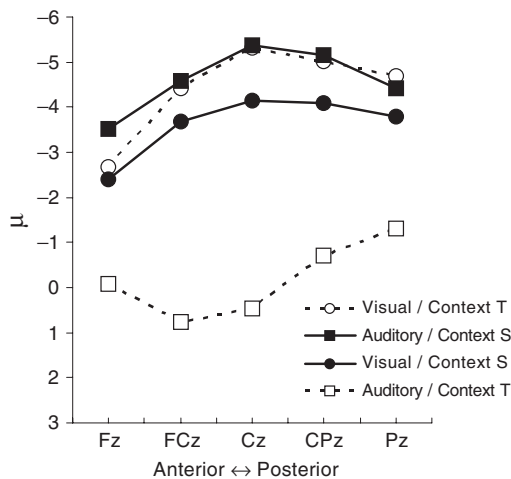 −6
−5
−4
−3
−2
−1
0
1
2
3
μ
Visual / Context T
Auditory / Context S
Visual / Context S
Auditory / Context T
Fz FCz Cz CPz Pz
Anterior ↔ Posterior